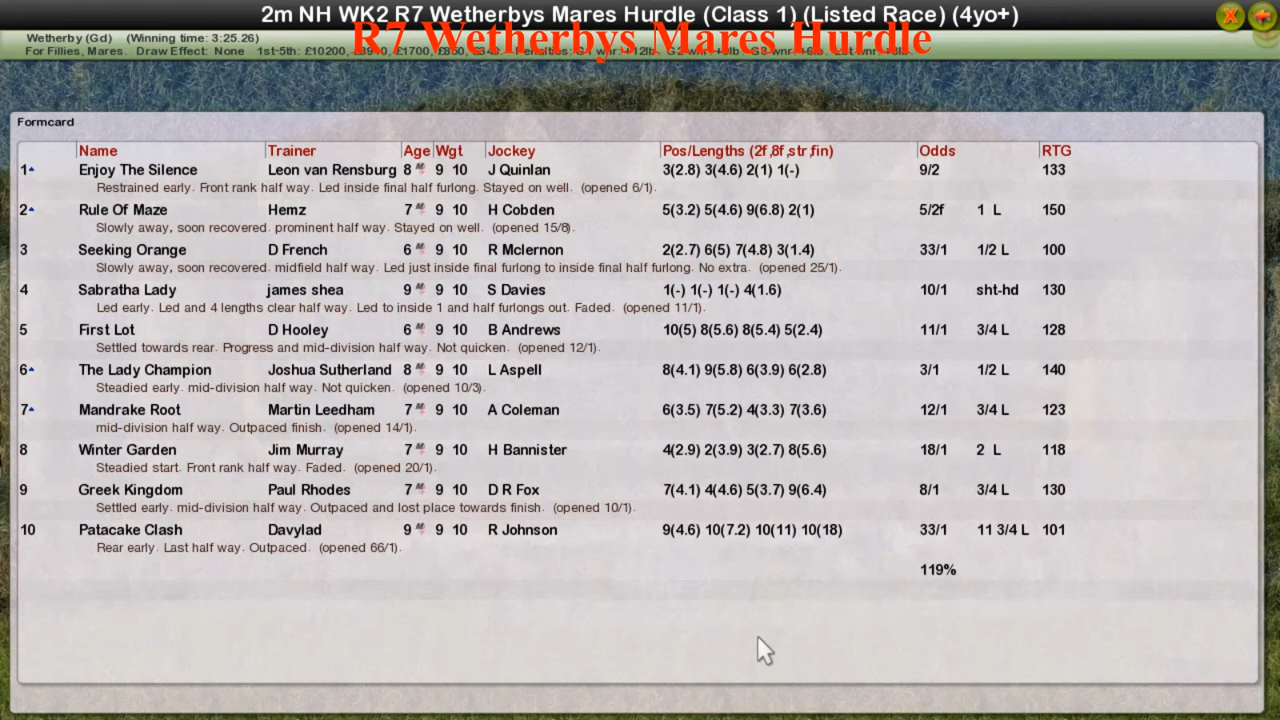 2m NH WK2 R7 Wetherbys Mares Hurdle (Class 1) (Listed Race) (4yo+)
R7 Wetherbys Mares Hurdle
Wetherby (Gd) (Winning time: 3:25.26)
For Fillies, Mares. Draw Effect: None 1st-5th: £10200,
Formcard
Name Trainer Age Wgt Jockey Pos/Lengths (2f,8f,str,fin) Odds RTG
1 Enjoy The Silence Leon van Rensburg 8 9 10 J Quinlan 3(2.8) 3(4.6) 2(1) 1(-) 9/2 133
Restrained early. Front rank half way. Led inside final half furlong. Stayed on well. (opened 6/1).
2 Rule Of Maze Hemz 7 9 10 H Cobden 5(3.2) 5(4.6) 9(6.8) 2(1) 5/2f 1 L 150
Slowly away, soon recovered. prominent half way. Stayed on well. (opened 15/8).
3 Seeking Orange D French 6 9 10 R Mclernon 2(2.7) 6(5) 7(4.8) 3(1.4) 33/1 1/2 L 100
Slowly away, soon recovered. midfield half way. Led just inside final furlong to inside final half furlong. No extra. (opened 25/1).
4 Sabratha Lady james shea 9 9 10 S Davies 1(-) 1(-) 1(-) 4(1.6) 10/1 sht-hd 130
Led early. Led and 4 lengths clear half way. Led to inside 1 and half furlongs out. Faded. (opened 11/1).
5 First Lot D Hooley 6 9 10 B Andrews 10(5) 8(5.6) 8(5.4) 5(2.4) 11/1 3/4 L 128
Settled towards rear. Progress and mid-division half way. Not quicken. (opened 12/1).
6 The Lady Champion Joshua Sutherland 8 9 10 L Aspell 8(4.1) 9(5.8) 6(3.9) 6(2.8) 3/1 1/2 L 140
Steadied early. mid-division half way. Not quicken. (opened 10/3).
7 Mandrake Root Martin Leedham 7 9 10 A Coleman 6(3.5) 7(5.2) 4(3.3) 7(3.6) 12/1 3/4 L 123
mid-division half way. Outpaced finish. (opened 14/1).
8 Winter Garden Jim Murray 7 9 10 H Bannister 4(2.9) 2(3.9) 3(2.7) 8(5.6) 18/1 2 L 118
Steadied start. Front rank half way. Faded. (opened 20/1).
9 Greek Kingdom Paul Rhodes 7 9 10 D R Fox 7(4.1) 4(4.6) 5(3.7) 9(6.4) 8/1 3/4 L 130
Settled early. mid-division half way. Outpaced and lost place towards finish. (opened 10/1).
10 Patacake Clash Davylad 9 9 10 R Johnson 9(4.6) 10(7.2) 10(11) 10(18) 33/1 11 3/4 L 101
Rear early. Last half way. Outpaced. (opened 66/1).
119%